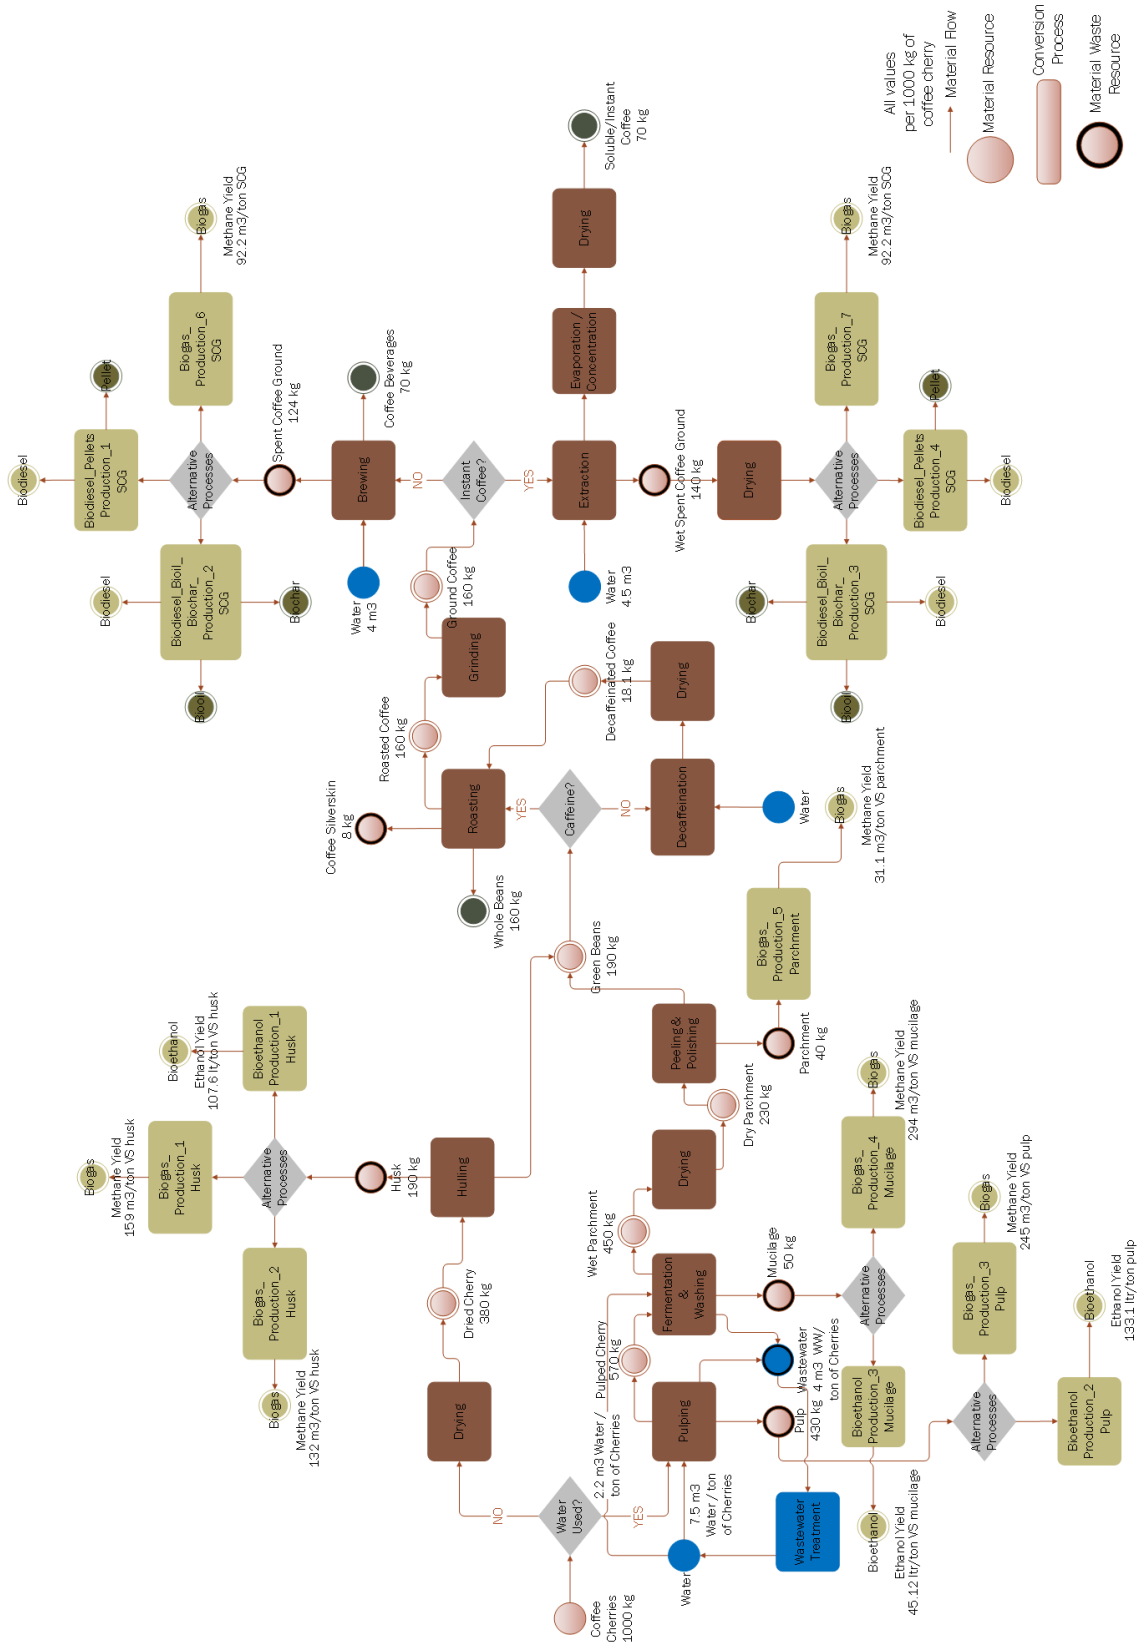 Coffee
Cherries
1000 kg
Water
Used?
NO
YES
Drying
Dried Cherry
380 kg
Hulling
Husk
190 kg
Alternative
Processes
Biogas_
Production_2
Husk
Biogas
Methane Yield
132 m3/ton VS husk
Biogas_
Production_1
Husk
Biogas
Methane Yield
159 m3/ton VS husk
Bioethanol
Production_1
Husk
Bioethanol
Ethanol Yield
107.6 lt/ton VS husk
Water
7.5 m3
Water / ton
of Cherries
2.2 m3 Water /
ton of Cherries
Wastewater
Treatment
Pulping
Pulped Cherry
570 kg
Pulp
430 kg
Wastewater
4 m3 WW/
ton of Cherries
Fermentation
&
Washing
Wet Parchment
450 kg
Mucilage
50 kg
Alternative
Processes
Bioethanol
Production_3
Mucilage
Bioethanol
Ethanol Yield
45.12 ltr/ton VS mucilage
Biogas_
Production_4
Mucilage
Biogas
Methane Yield
294 m3/ton VS mucilage
Alternative
Processes
Bioethanol
Production_2
Pulp
Bioethanol
Ethanol Yield
133.1 ltr/ton pulp
Biogas_
Production_3
Pulp
Biogas
Methane Yield
245 m3/ton VS pulp
Drying
Dry Parchment
230 kg
Peeling &
Polishing
Parchment
40 kg
Biogas_
Production_5
Parchment
Biogas
Methane Yield
31.1 m3/ton VS parchment
Green Beans
190 kg
Caffeine?
YES
NO
Decaffeination
Water
Drying
Decaffeinated Coffee
18.1 kg
Roasting
Whole Beans
160 kg
Coffee Silverskin
8 kg
Roasted Coffee
160 kg
Grinding
Ground Coffee
160 kg
Instant
Coffee?
NO
YES
Water
4 m3
Brewing
Coffee Beverages
70 kg
Spent Coffee Ground
124 kg
Alternative
Processes
Biodiesel_Bioil_
Biochar_
Production_2
SCG
Biooil
Biodiesel
Biochar
Biodiesel_Pellets
Production_1
SCG
Biodiesel
Pellet
Biogas_
Production_6
SCG
Biogas
Methane Yield
92.2 m3/ton SCG
Water
4.5 m3
Extraction
Evaporation /
Concentration
Drying
Soluble/Instant
Coffee
70 kg
Wet Spent Coffee Ground
140 kg
Drying
Alternative
Processes
Biodiesel_Bioil_
Biochar_
Production_3
SCG
Biochar
Biooil
Biodiesel
Biodiesel_Pellets
Production_4
SCG
Pellet
Biodiesel
Biogas_
Production_7
SCG
Biogas
Methane Yield
92.2 m3/ton SCG
All values
per 1000 kg of
coffee cherry
Material Flow
Material Resource
Conversion
Process
Material Waste
Resource